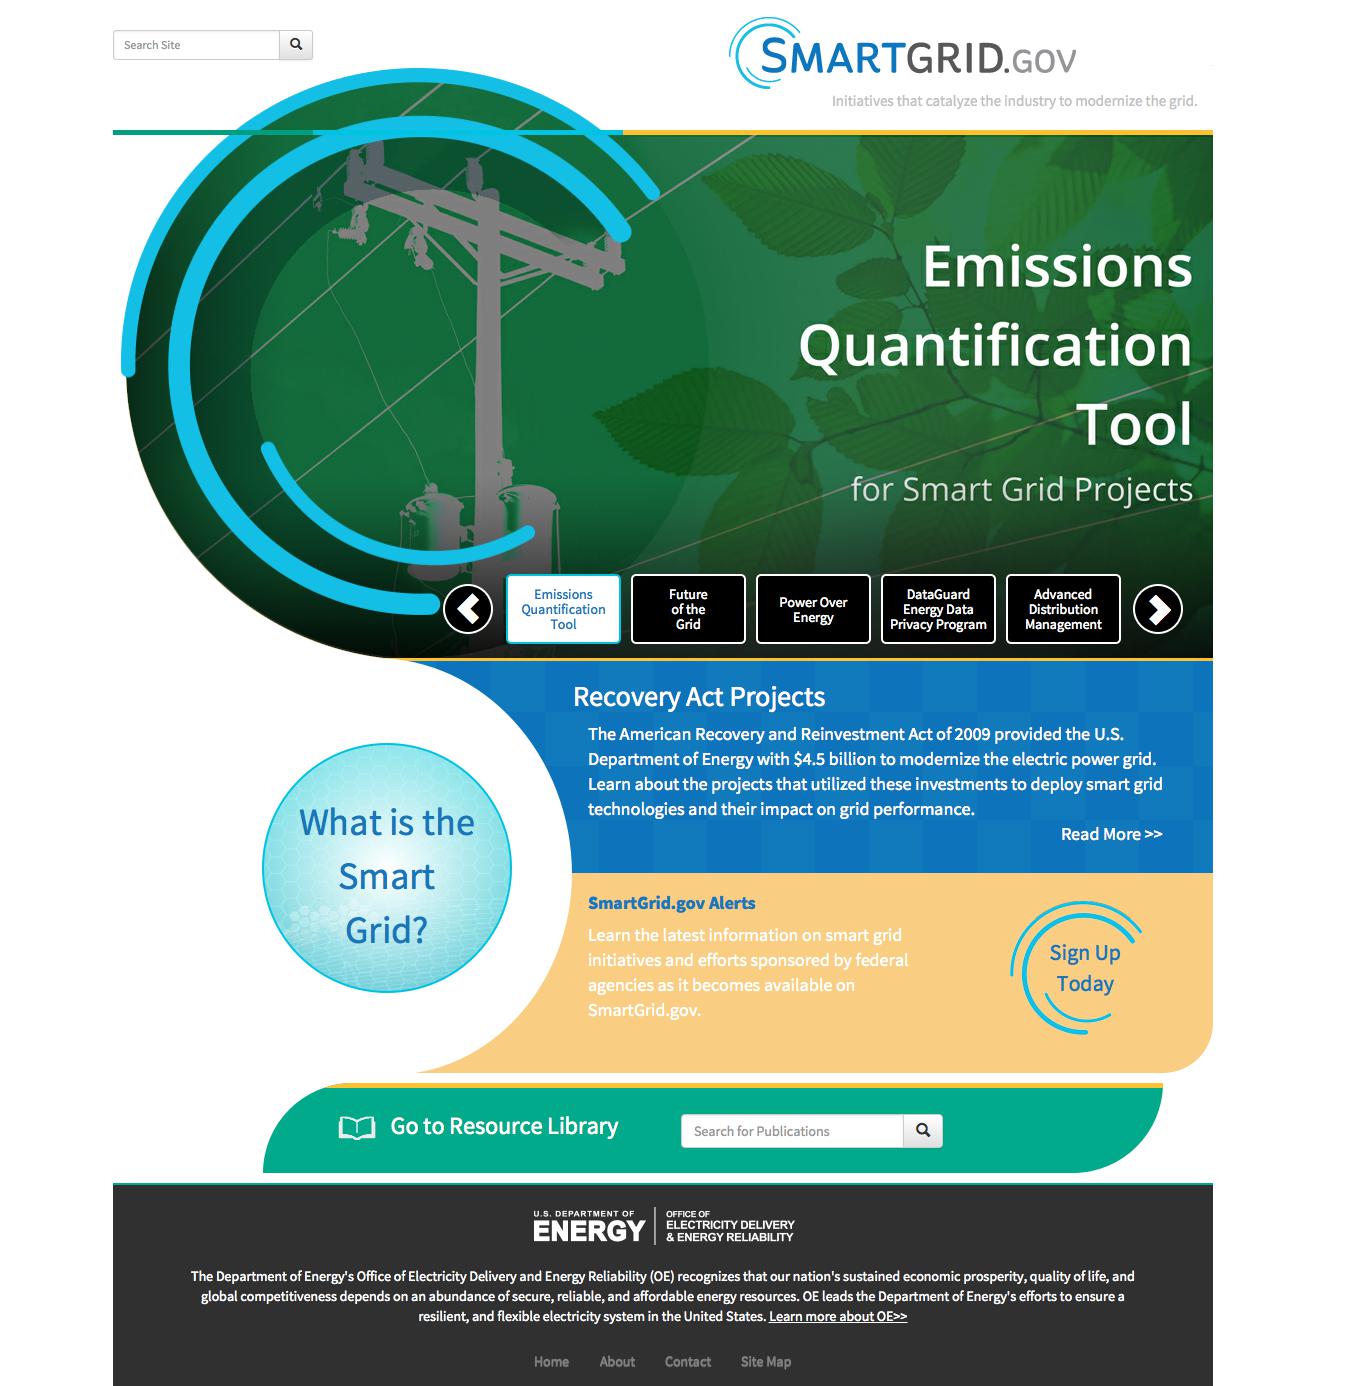 Search Site
SMARTGRID.GOV
Initiatives that catalyze the industry to modernize the grid.
Emissions
Quantification
Tool
for Smart Grid Projects
Emissions
Quantification
Tool
Future
of the
Grid
Power Over
Energy
DataGuard
Energy Data
Privacy Program
Advanced
Distribution
Management
Recovery Act Projects
The American Recovery and Reinvestment Act of 2009 provided the U.S.
Department of Energy with $4.5 billion to modernize the electric power grid.
Learn about the projects that utilized these investments to deploy smart grid
technologies and their impact on grid performance.
Read More >>
What is the
Smart
Grid?
SmartGrid.gov Alerts
Learn the latest information on smart grid
initiatives and efforts sponsored by federal
agencies as it becomes available on
SmartGrid.gov.
Sign Up
Today
Go to Resource Library
Search for Publications
U.S. DEPARTMENT OF
ENERGY
OFFICE OF
ELECTRICITY DELIVERY
& ENERGY RELIABILITY
The Department of Energy's Office of Electricity Delivery and Energy Reliability (OE) recognizes that our nation's sustained economic prosperity, quality of life, and
global competitiveness depends on an abundance of secure, reliable, and affordable energy resources. OE leads the Department of Energy's efforts to ensure a
resilient, and flexible electricity system in the United States. Learn more about OE>>
Home About Contact Site Map